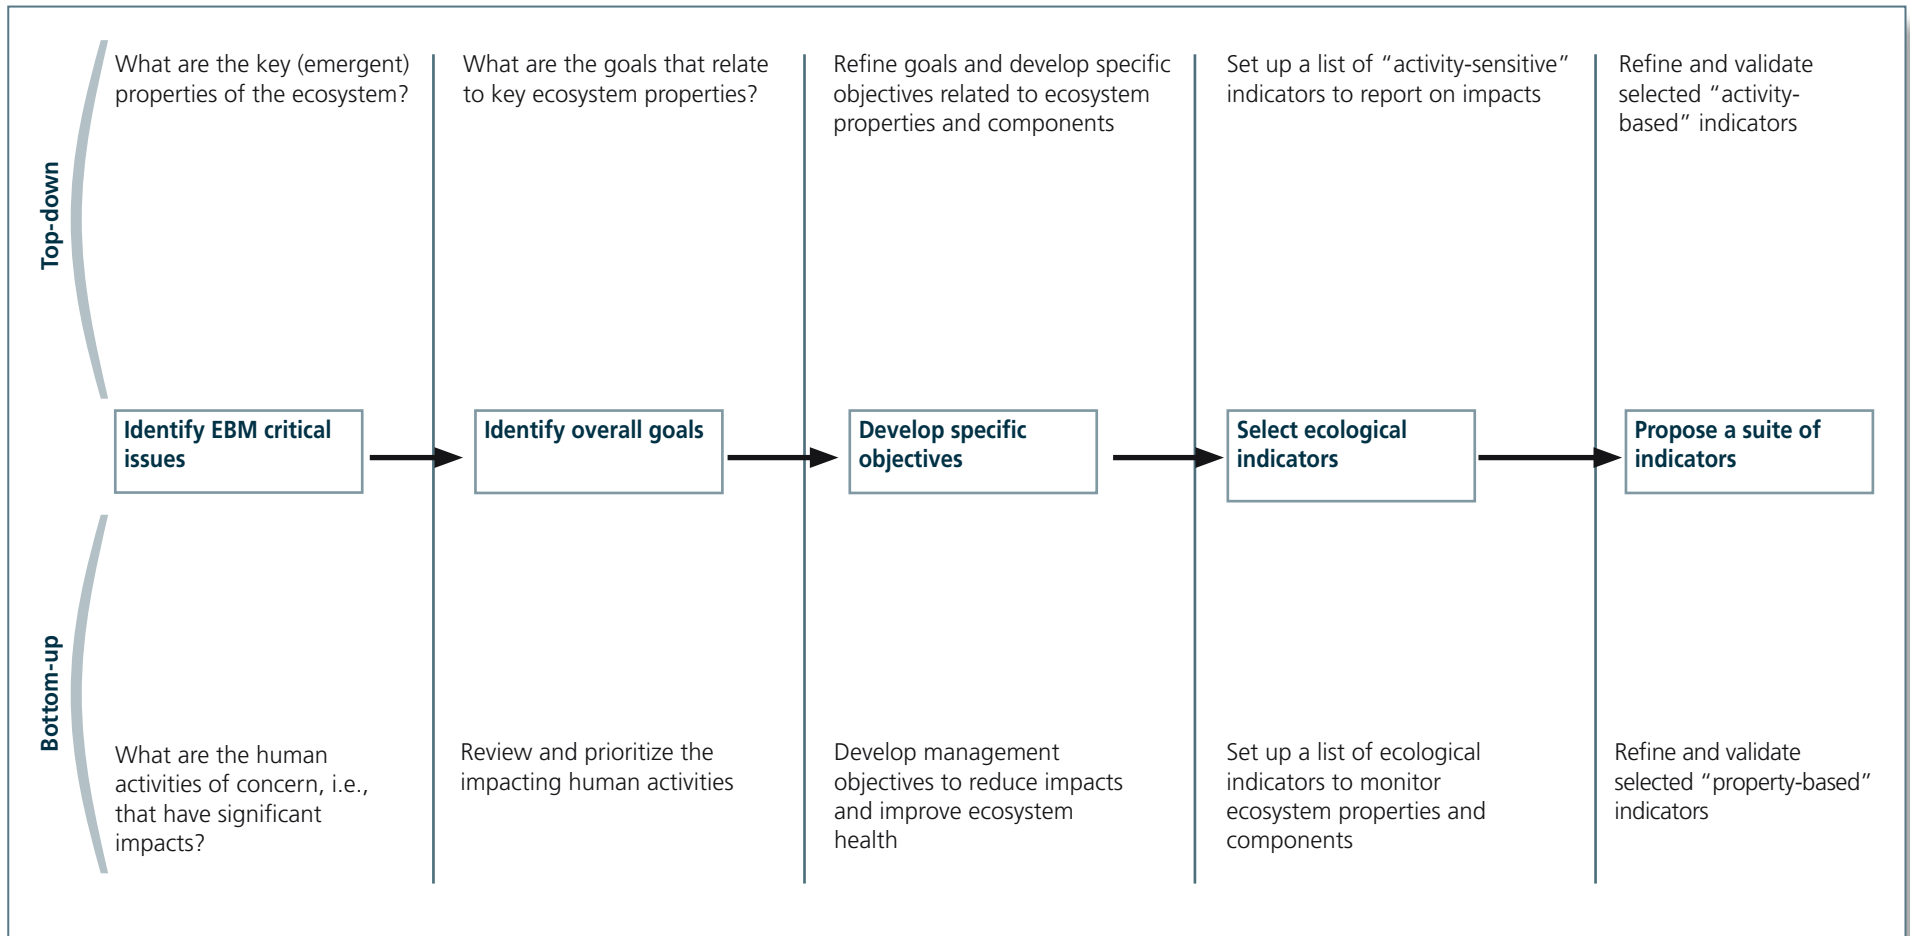 Top-down
What are the key (emergent)
properties of the ecosystem?
What are the goals that relate
to key ecosystem properties?
Refine goals and develop specific
objectives related to ecosystem
properties and components
Set up a list of “activity-sensitive”
indicators to report on impacts
Refine and validate
selected “activity-
based” indicators
Identify EBM critical
issues
Identify overall goals
Develop specific
objectives
Select ecological
indicators
Propose a suite of
indicators
Bottom-up
What are the human
activities of concern, i.e.,
that have significant
impacts?
Review and prioritize the
impacting human activities
Develop management
objectives to reduce impacts
and improve ecosystem
health
Set up a list of ecological
indicators to monitor
ecosystem properties and
components
Refine and validate
selected “property-based”
indicators